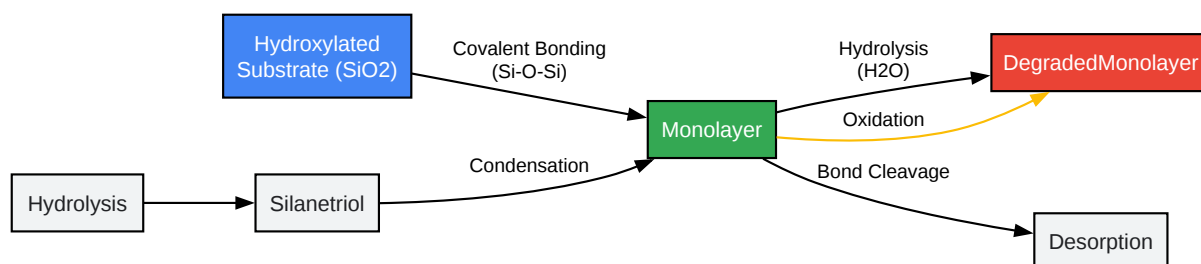 Hydroxylated
Substrate (SiO2)
Covalent Bonding
(Si-O-Si)
Hydrolysis
(H2O)
DegradedMonolayer
Monolayer
Oxidation
Condensation
Bond Cleavage
Hydrolysis
Silanetriol
Desorption